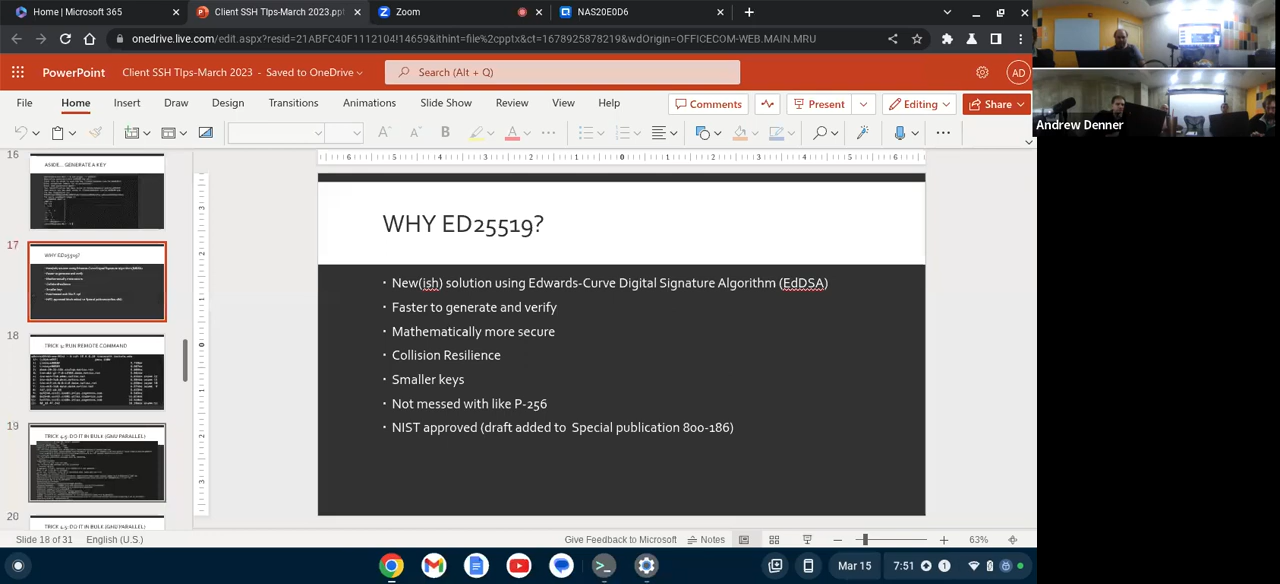 Home | Microsoft 365
Client SSH TIps-March 2023.ppt
Zoom
NAS20E0D6
onedrive.live.com/edit.aspx?resid=21ABFC40F1112104!14659&ithint=file%2cpptx&ct=1678925878219&wdOrigin=OFFICECOM-WEB.MAIN.MRU
PowerPoint
Client SSH TIps-March 2023 - Saved to OneDrive
Search (Alt + Q)
AD
File
Home
Insert
Draw
Design
Transitions
Animations
Slide Show
Review
View
Help
Comments
Present
Editing
Share
Andrew Denner
16
ASIDE... GENERATE A KEY
17
WHY ED25519?
18
19
TRICK 4.5: DO IT IN BULK (GNU PARALLEL)
20
TRICK 4.5: DO IT IN BULK (GNU PARALLEL)
WHY ED25519?
· New(ish) solution using Edwards-Curve Digital Signature Algorithm (EdDSA)
· Faster to generate and verify
· Mathematically more secure
· Collision Resilience
· Smaller keys
· Not messed with like P-256
· NIST approved (draft added to Special publication 800-186)
Slide 18 of 31
English (U.S.)
Give Feedback to Microsoft
Notes
63%
Mar 15
7:51
1